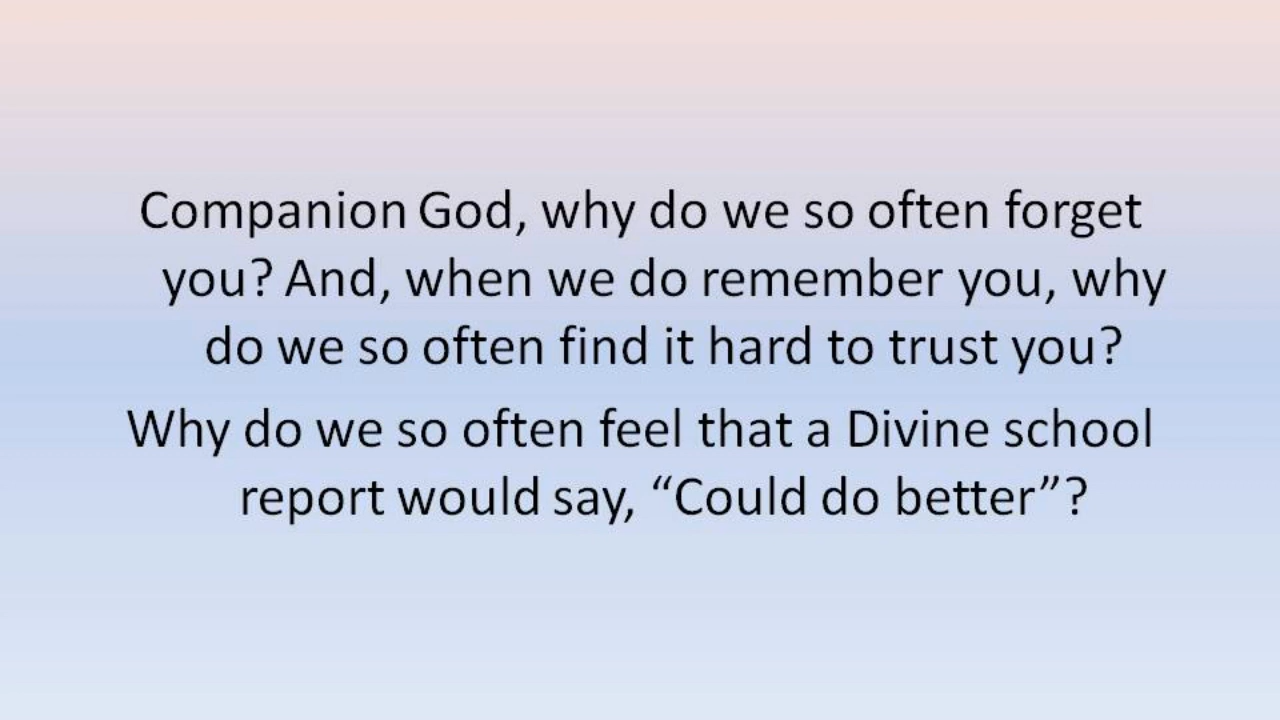 Companion God, why do we so often forget
you? And, when we do remember you, why
do we so often find it hard to trust you?
Why do we so often feel that a Divine school
report would say, “Could do better”?